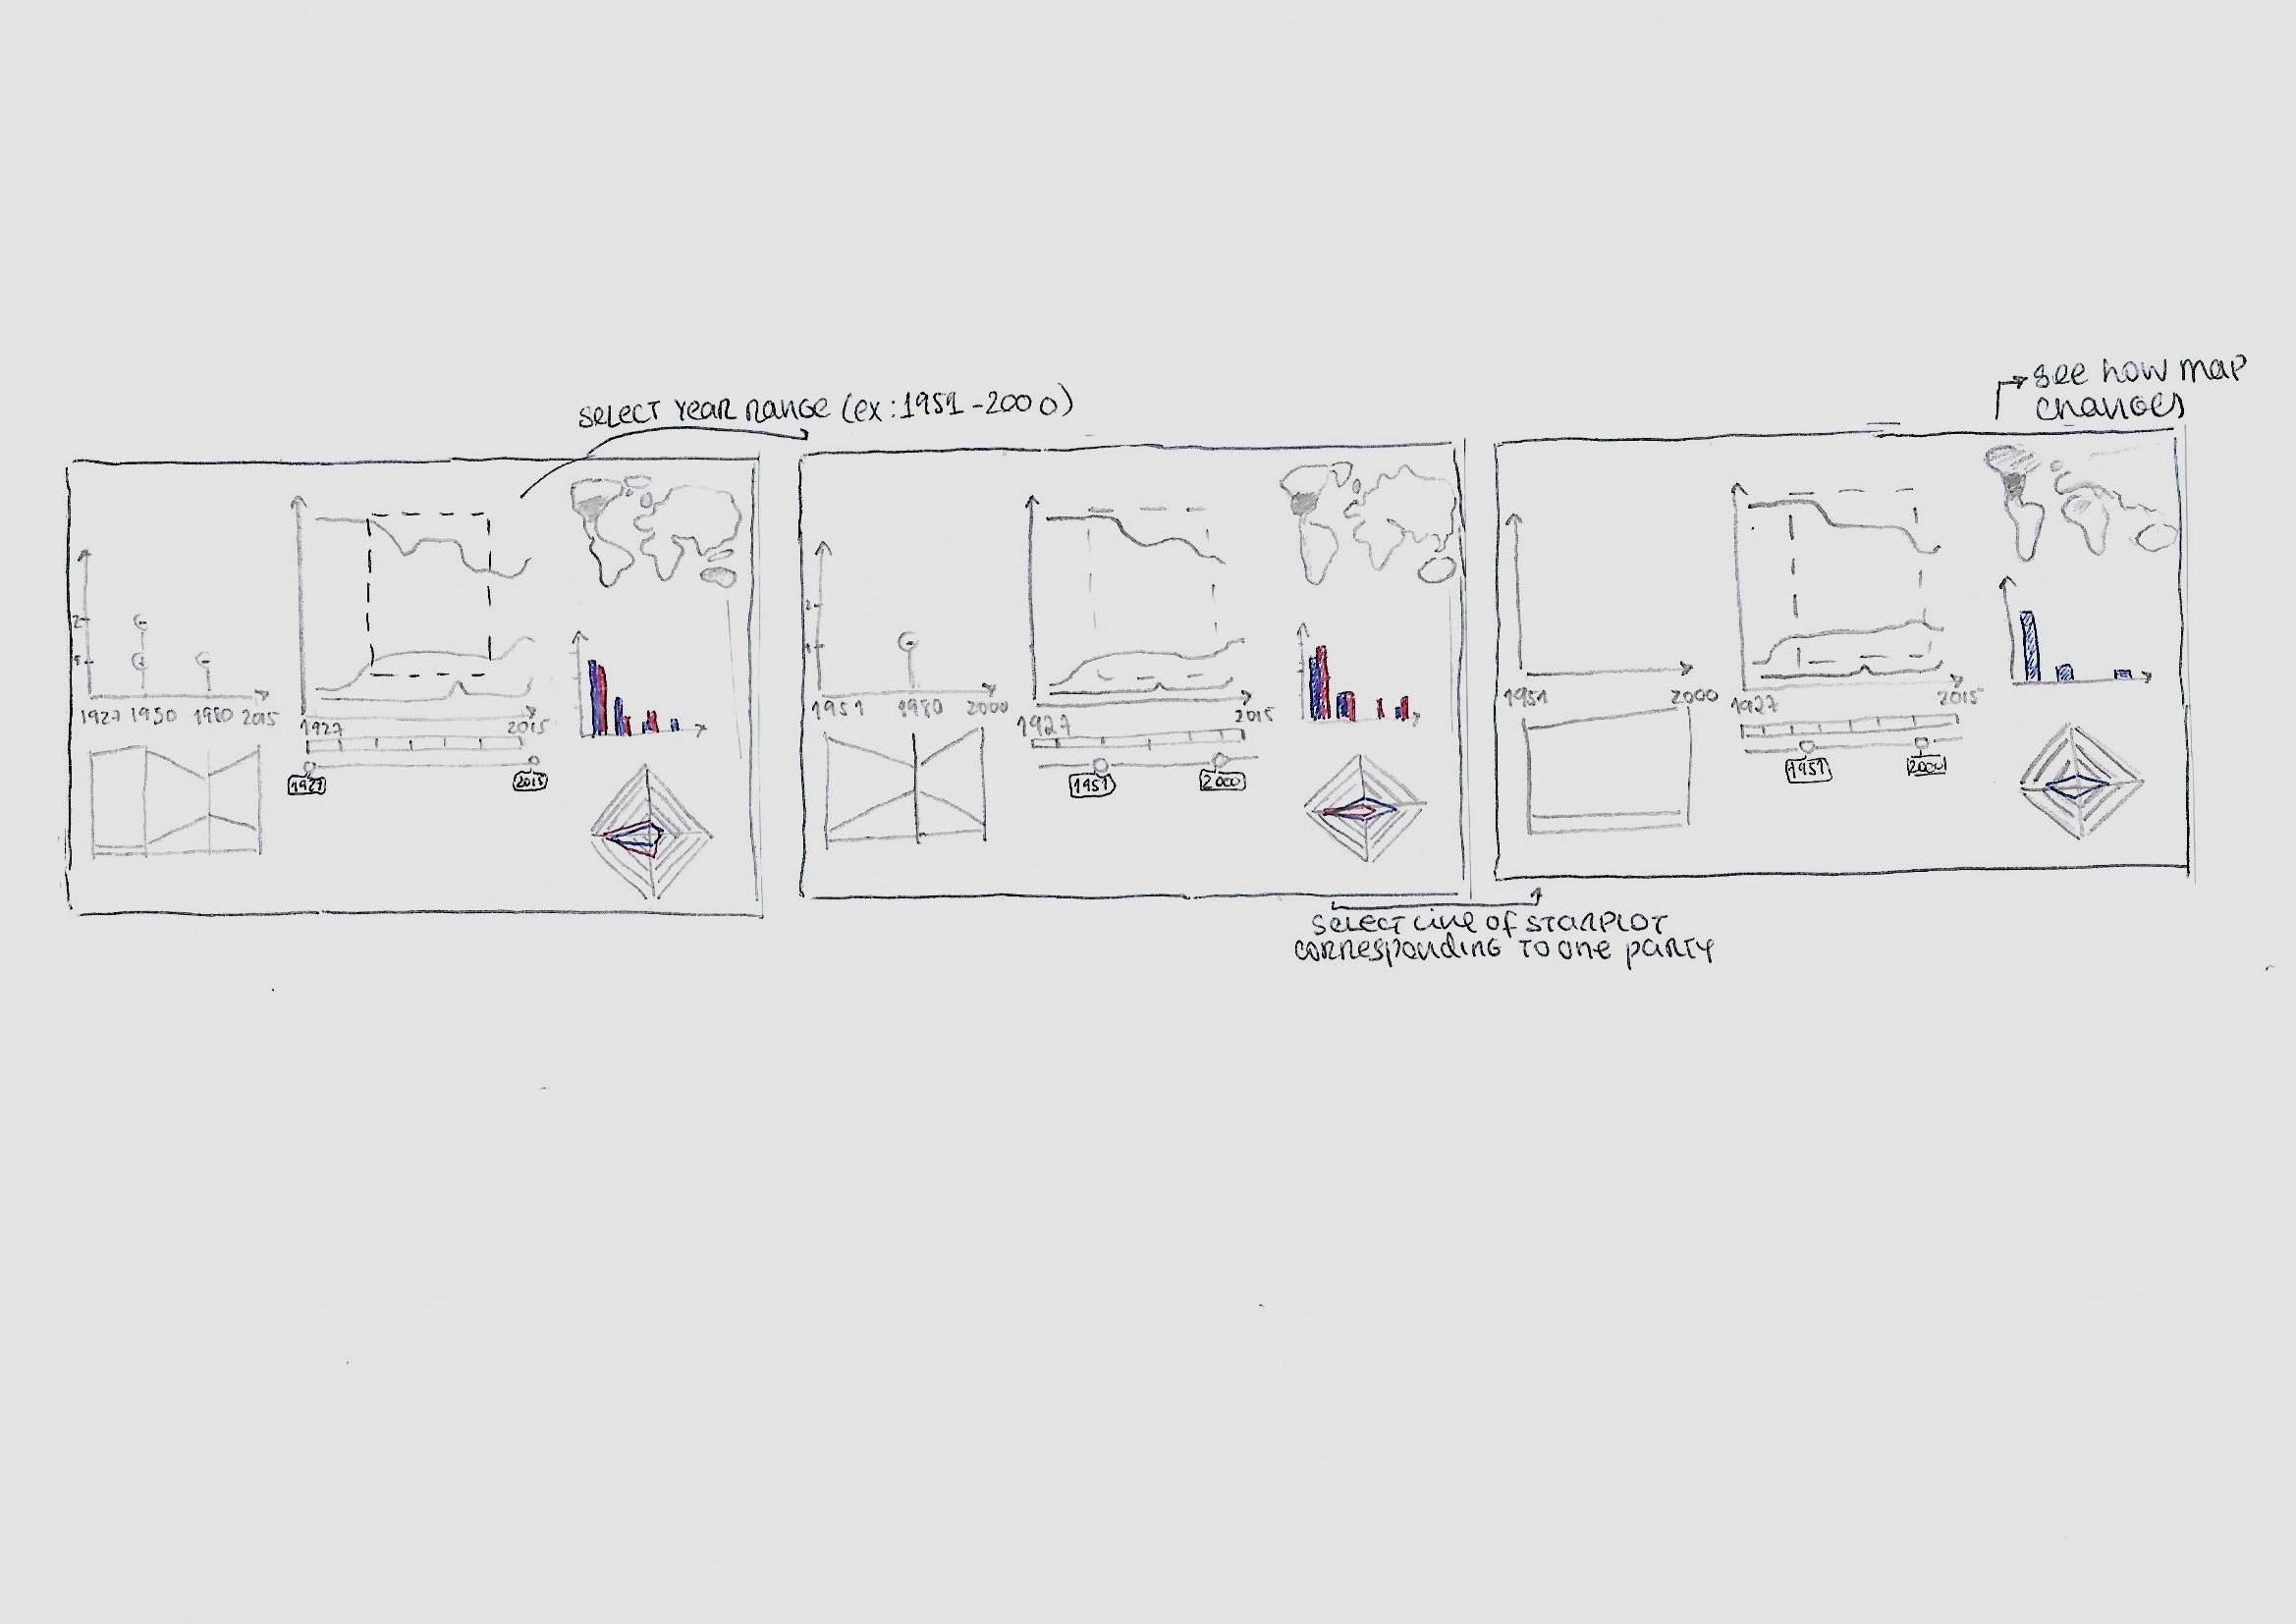 see how map
changes
select year range (ex: 1951-2000)
2
1
1927 1950 1980 2015
1927 2015
1927 2015
2
1
1951 1980 2000
1927 2015
1951 2000
1951 2000
1927 2015
1951 2000
select line of starplot
corresponding to one party